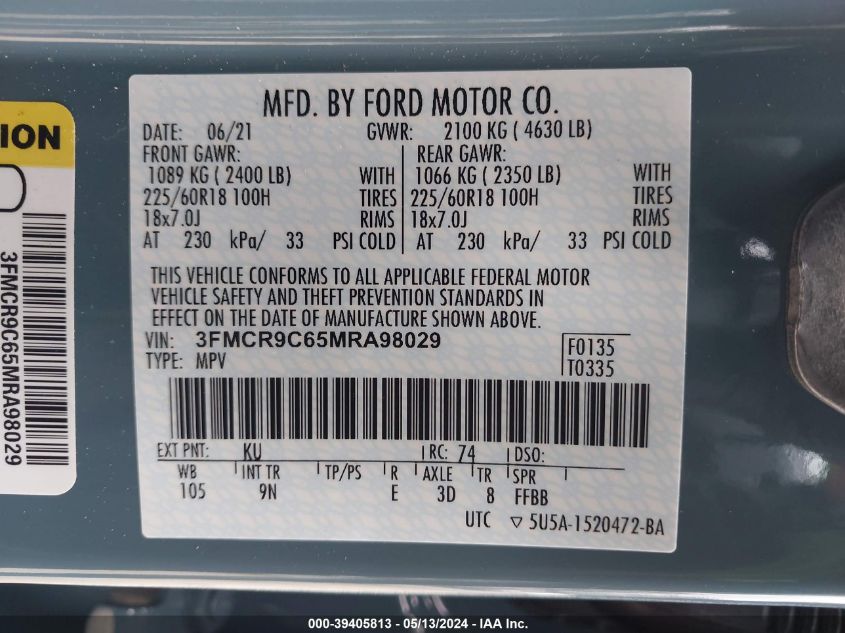 ION
3FMCR9C65MRA98029
MFD. BY FORD MOTOR CO.
DATE: 06/21 GVWR: 2100 KG ( 4630 LB)
FRONT GAWR: REAR GAWR:
1089 KG ( 2400 LB) WITH 1066 KG ( 2350 LB) WITH
225/60R18 100H TIRES 225/60R18 100H TIRES
18x7.0J RIMS 18x7.0J RIMS
AT 230 kPa/ 33 PSI COLD AT 230 kPa/ 33 PSI COLD
THIS VEHICLE CONFORMS TO ALL APPLICABLE FEDERAL MOTOR
VEHICLE SAFETY AND THEFT PREVENTION STANDARDS IN
EFFECT ON THE DATE OF MANUFACTURE SHOWN ABOVE.
VIN: 3FMCR9C65MRA98029 F0135
TYPE: MPV T0335
EXT PNT: KU RC: 74 DSO:
WB INT TR TP/PS R AXLE TR SPR
105 9N E 3D 8 FFBB
UTC ▽ 5U5A-1520472-BA
000-39405813 - 05/13/2024 - IAA Inc.